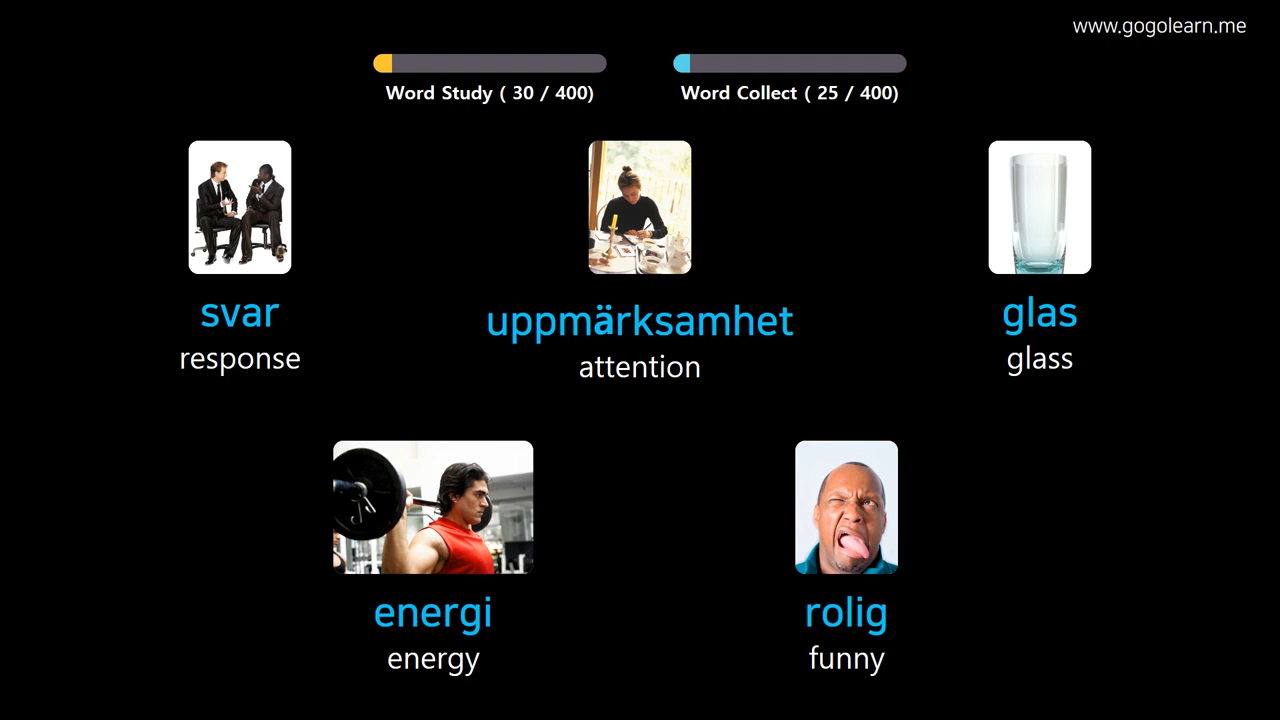 www.gogolearn.me
Word Study ( 30 / 400)
Word Collect ( 25 / 400)
svar
response
uppmärksamhet
attention
glas
glass
energi
energy
rolig
funny